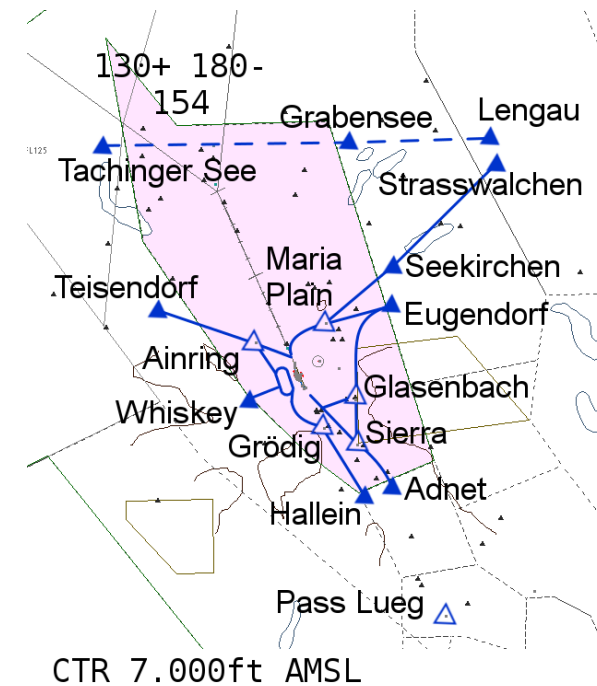 130+ 180-
154
Grabensee
Lengau
FL125
Tachinger See
Strasswalchen
Maria
Plain
Seekirchen
Teisendorf
Eugendorf
Ainring
Glasenbach
Whiskey
Sierra
Grödig
Adnet
Hallein
Pass Lueg
CTR 7.000ft AMSL